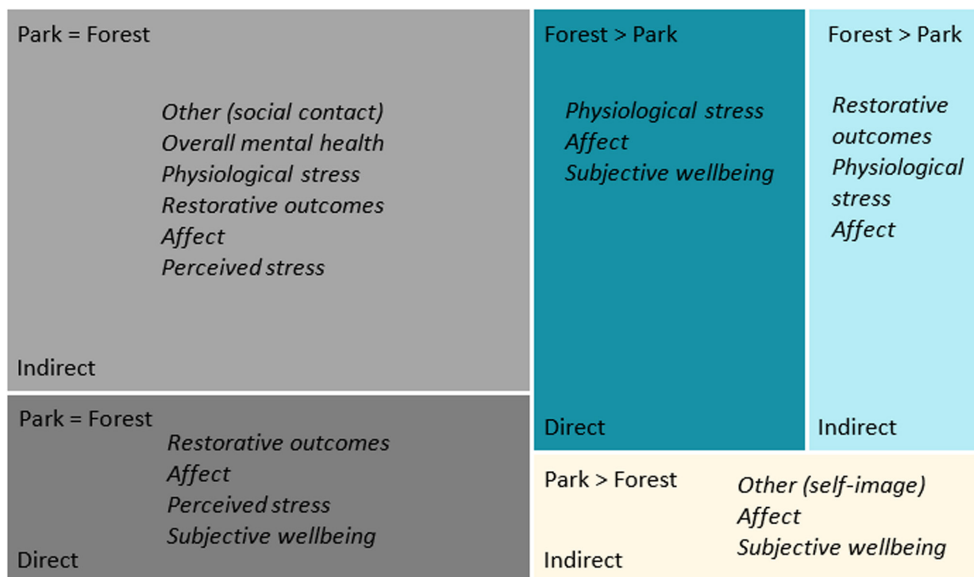 Park = Forest
Other (social contact)
Overall mental health
Physiological stress
Restorative outcomes
Affect
Perceived stress
Indirect
Park = Forest
Restorative outcomes
Affect
Perceived stress
Subjective wellbeing
Direct
Forest > Park
Physiological stress
Affect
Subjective wellbeing
Direct
Forest > Park
Restorative
outcomes
Physiological
stress
Affect
Indirect
Park > Forest
Other (self-image)
Affect
Subjective wellbeing
Indirect